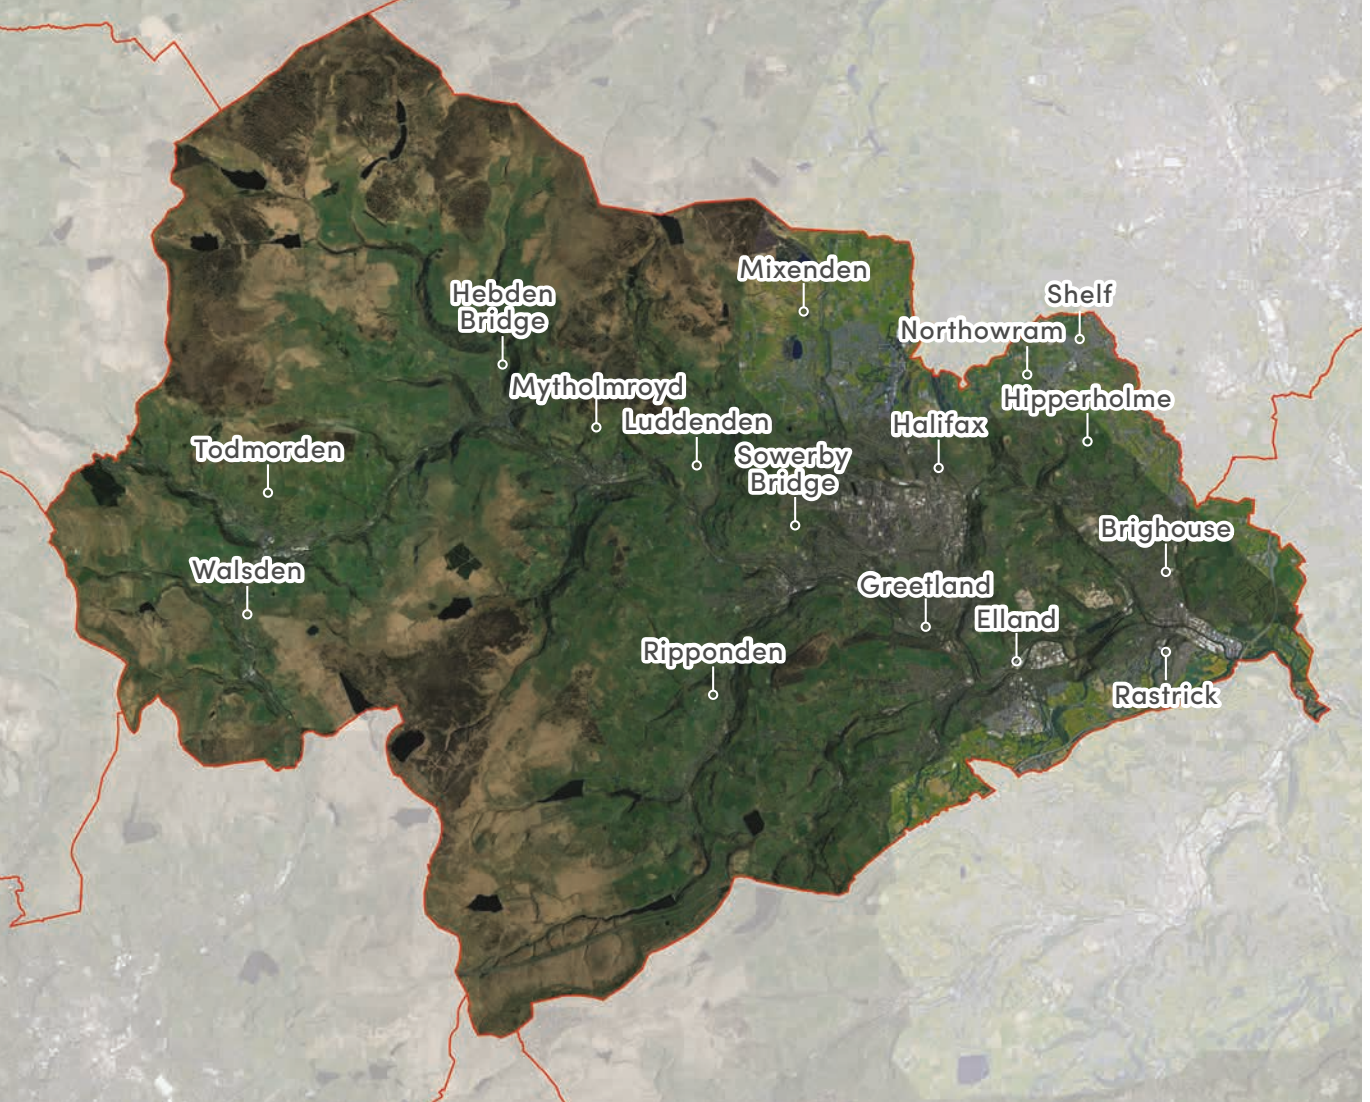 Mixenden
Hebden
Bridge
Shelf
Northowram
Mytholmroyd
Hipperholme
Luddenden
Halifax
Todmorden
Sowerby
Bridge
Brighouse
Walsden
Greetland
Elland
Ripponden
Rastrick